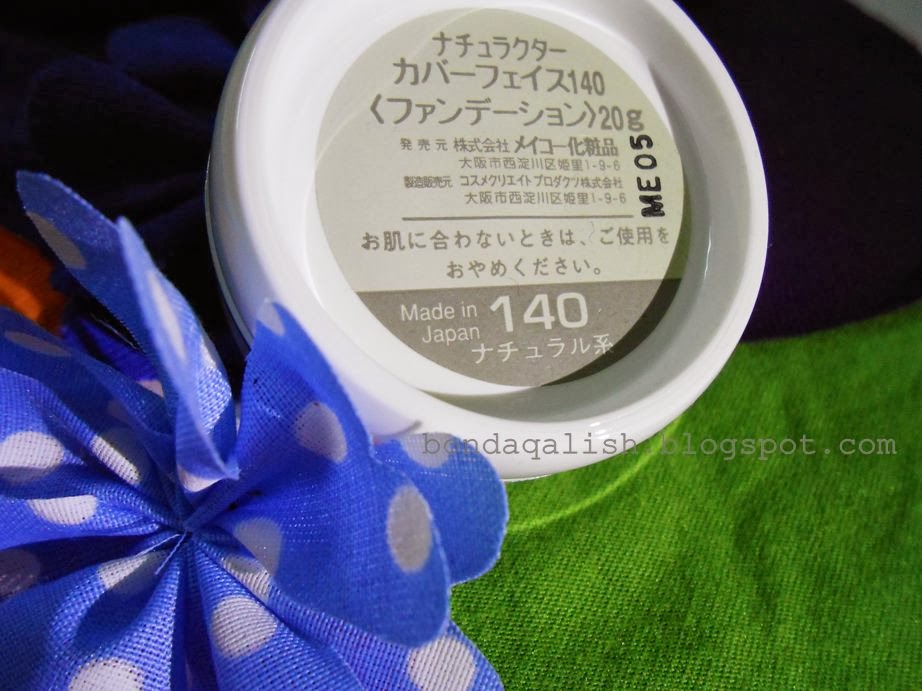 ナチュラクター
カバーフェイス140
〈ファンデーション〉20g
発売元 株式会社 メイコー化粧品
大阪市西淀川区姫里1-9-6
製造販売元 コスメクリエイト プロダクツ株式会社
大阪市西淀川区姫里1-9-6
ME05
お肌に合わないときは、ご使用を
おやめください。
Made in
Japan
140
ナチュラル系
bondaqalish.blogspot.com